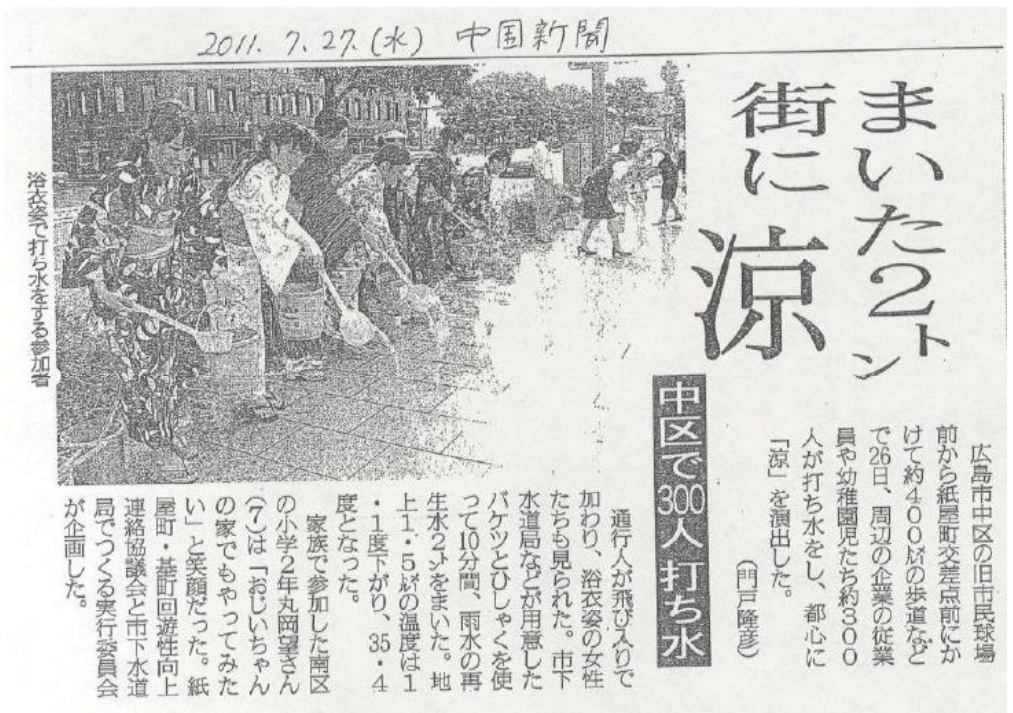 2011.7.27.(水) 中国新聞
まいた2トン
街に涼
中区で300人打ち水
広島市中区の旧市民球場
前から紙屋町交差点前にか
けて約400㍍の歩道など
で26日、周辺の企業の従業
員や幼稚園児たち約300
人が打ち水をし、都心に
「涼」を演出した。
(門戸隆彦)
通行人が飛び入りで
加わり、浴衣姿の女性
たちも見られた。市下
水道局などが用意した
バケツとひしゃくを使
って10分間、雨水の再
生水2㌧をまいた。地
上1・5㍍の温度は1
・1度下がり、35・4
度となった。
家族で参加した南区
の小学2年丸岡望さん
(7)は「おじいちゃん
の家でもやってみた
い」と笑顔だった。紙
屋町・基町回遊性向上
連絡協議会と市下水道
局でつくる実行委員会
が企画した。
浴衣姿で打ち水をする参加者